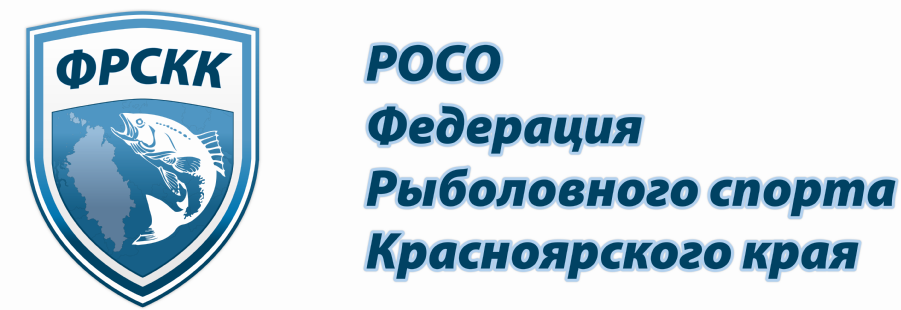 ФРСКК
РОСО
Федерация
Рыболовного спорта
Красноярского края